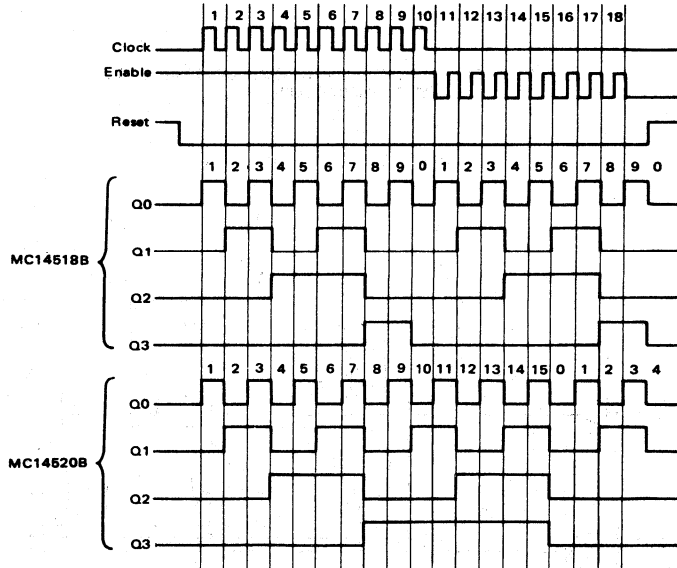 1 2 3 4 5 6 7 8 9 10 11 12 13 14 15 16 17 18
Clock
Enable
Reset
1 2 3 4 5 6 7 8 9 0 1 2 3 4 5 6 7 8 9 0
Q0
Q1
MC14518B
Q2
Q3
1 2 3 4 5 6 7 8 9 10 11 12 13 14 15 0 1 2 3 4
Q0
Q1
MC14520B
Q2
Q3